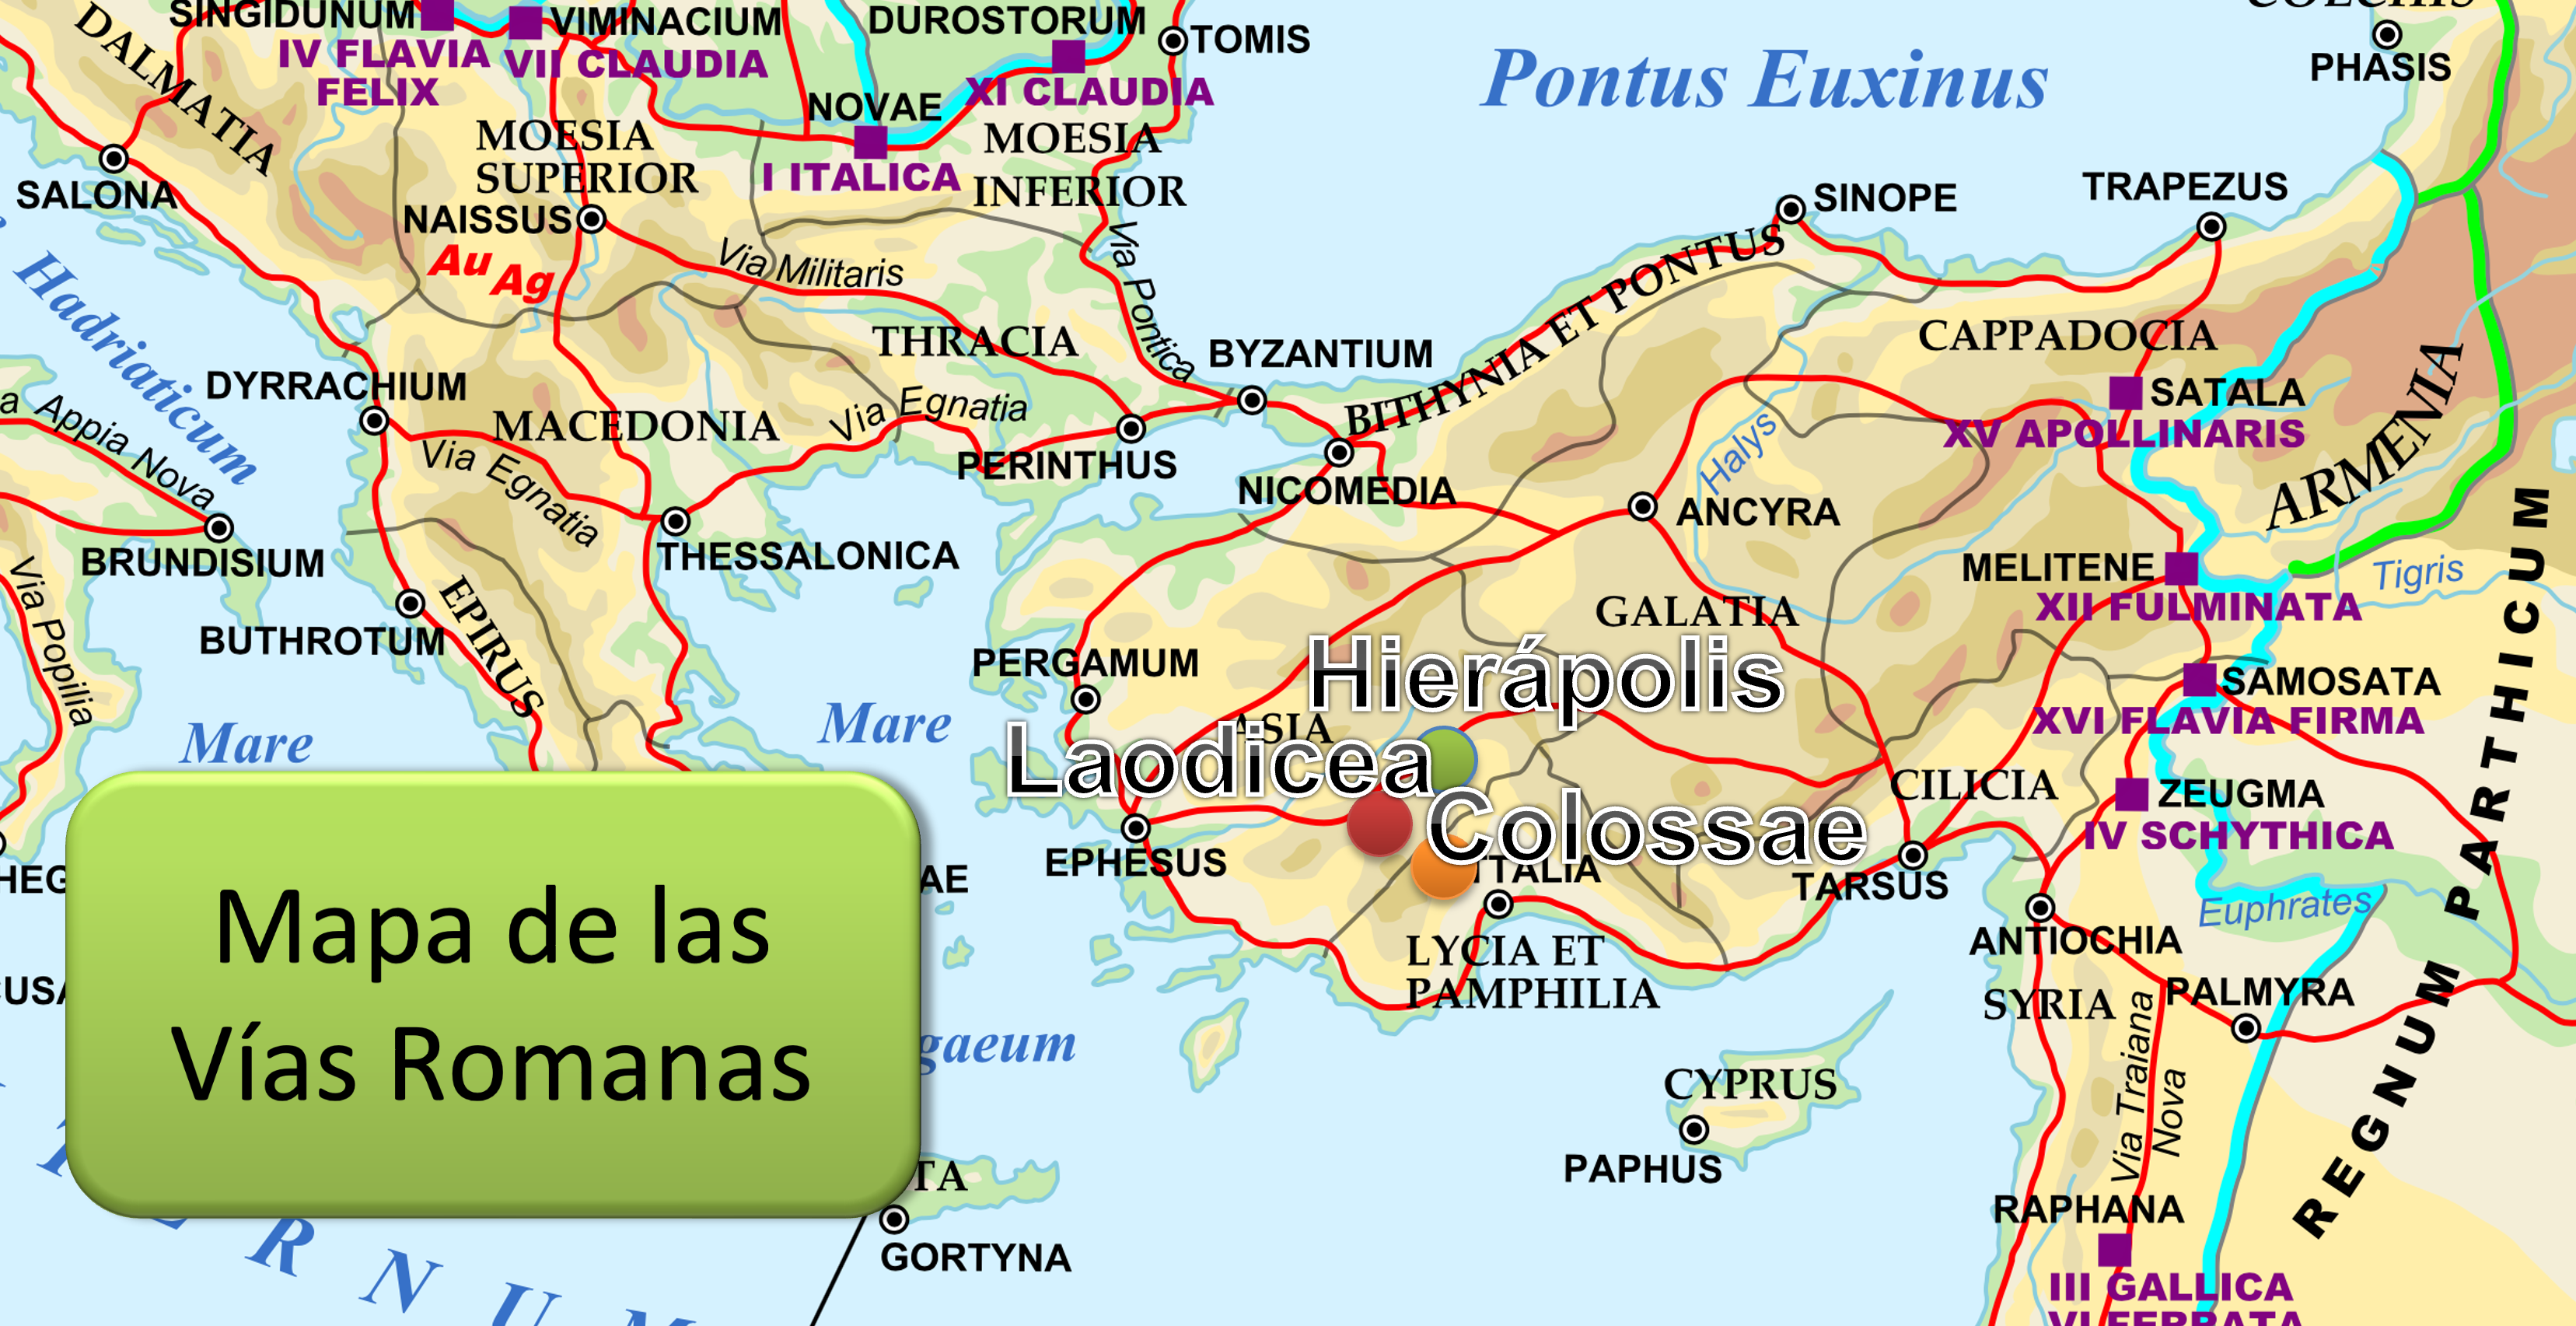 SINGIDUNUM
IV FLAVIA
FELIX
VIMINACIUM
VII CLAUDIA
DUROSTORUM
XI CLAUDIA
TOMIS
Pontus Euxinus
PHASIS
DALMATIA
SALONA
MOESIA
SUPERIOR
NAISSUS
Au
Ag
NOVAE
I ITALICA
MOESIA
INFERIOR
Via Militaris
Via Pontica
SINOPE
TRAPEZUS
Hadriaticum
THRACIA
BYZANTIUM
BITHYNIA ET PONTUS
CAPPADOCIA
SATALA
XV APOLLINARIS
ARMENIA
DYRRACHIUM
MACEDONIA
Via Egnatia
Via Egnatia
PERINTHUS
NICOMEDIA
Halys
ANCYRA
Appia Nova
BRUNDISIUM
THESSALONICA
MELITENE
XII FULMINATA
Tigris
Via Popilia
BUTHROTUM
EPIRUS
PERGAMUM
GALATIA
Hierápolis
SAMOSATA
XVI FLAVIA FIRMA
Mare
Mare
ASIA
Laodicea
Colossae
CILICIA
ZEUGMA
IV SCHYTHICA
EPHESUS
TTALIA
TARSUS
Euphrates
REGNUM PARTHICUM
Mapa de las
Vías Romanas
HEG
AE
USA
LYCIA ET
PAMPHILIA
ANTIOCHIA
SYRIA
PALMYRA
gaeum
Via Traiana
Nova
CYPRUS
PAPHUS
TA
GORTYNA
RAPHANA
III GALLICA
VI FERRATA
R N U M